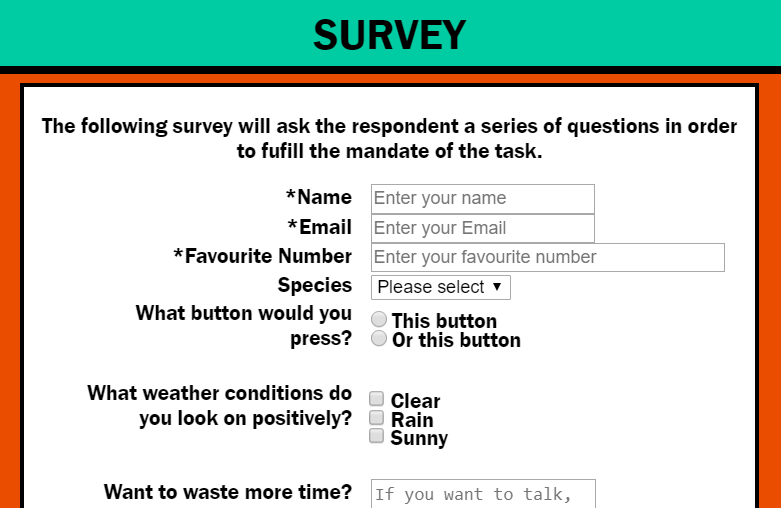 SURVEY
The following survey will ask the respondent a series of questions in order
to fufill the mandate of the task.
*Name Enter your name
*Email Enter your Email
*Favourite Number Enter your favourite number
Species Please select ▼
What button would you
press?
This button
Or this button
What weather conditions do
you look on positively?
Clear
Rain
Sunny
Want to waste more time? If you want to talk,